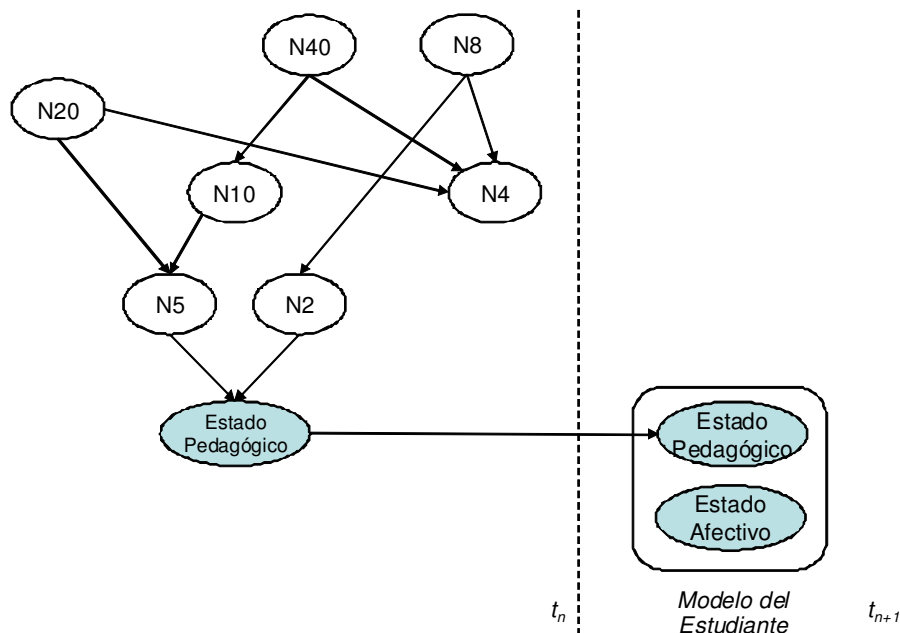 N40
N8
N20
N10
N4
N5
N2
Estado
Pedagógico
Estado
Pedagógico
Estado
Afectivo
tn
Modelo del
Estudiante
tn+1